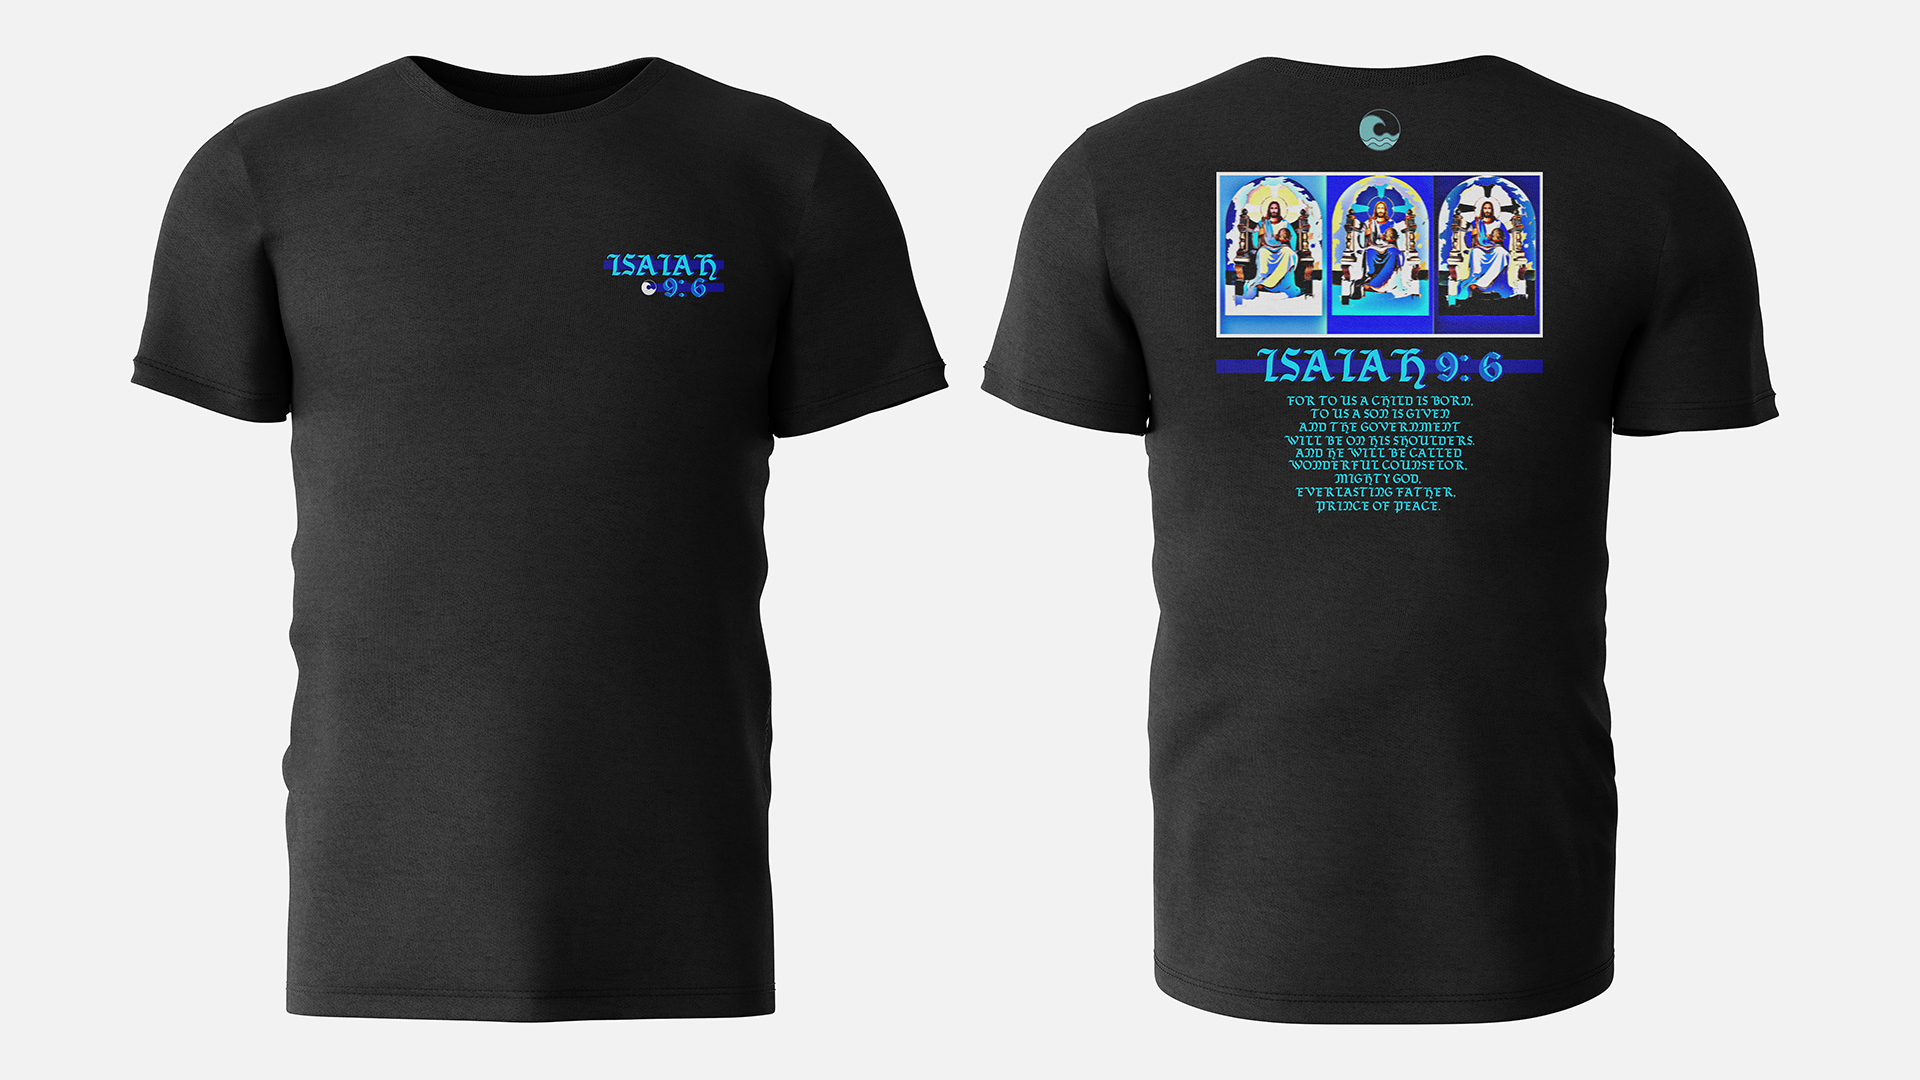 ISAIAH
9: 6
ISAIAH 9: 6
FOR TO US A CHILD IS BORN,
TO US A SON IS GIVEN
AND THE GOVERNMENT
WILL BE ON HIS SHOULDERS.
AND HE WILL BE CALLED
WONDERFUL COUNSELOR,
MIGHTY GOD,
EVERLASTING FATHER,
PRINCE OF PEACE.